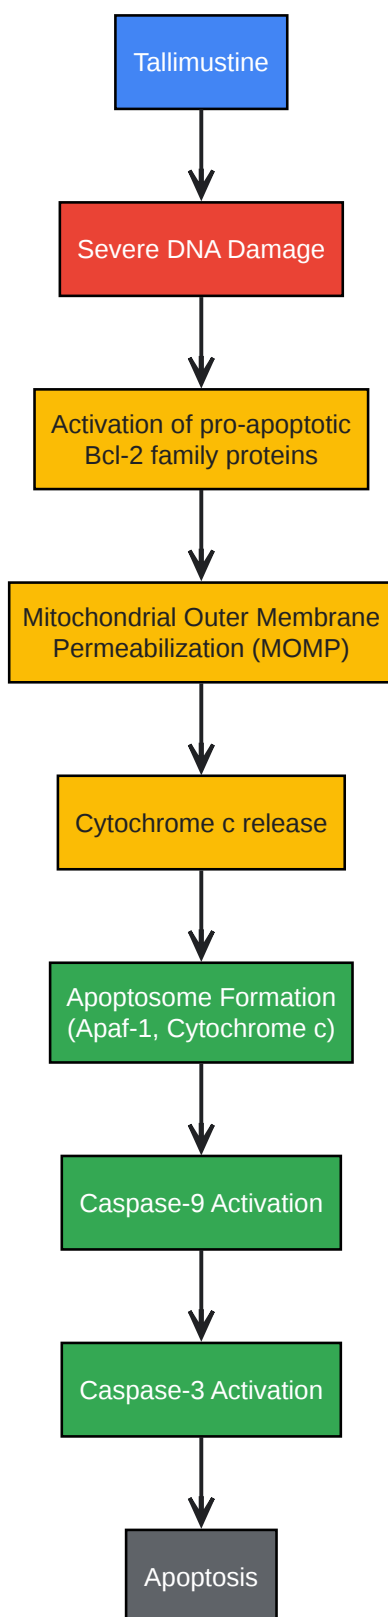 Tallimustine
Severe DNA Damage
Activation of pro-apoptotic
Bcl-2 family proteins
Mitochondrial Outer Membrane
Permeabilization (MOMP)
Cytochrome c release
Apoptosome Formation
(Apaf-1, Cytochrome c)
Caspase-9 Activation
Caspase-3 Activation
Apoptosis